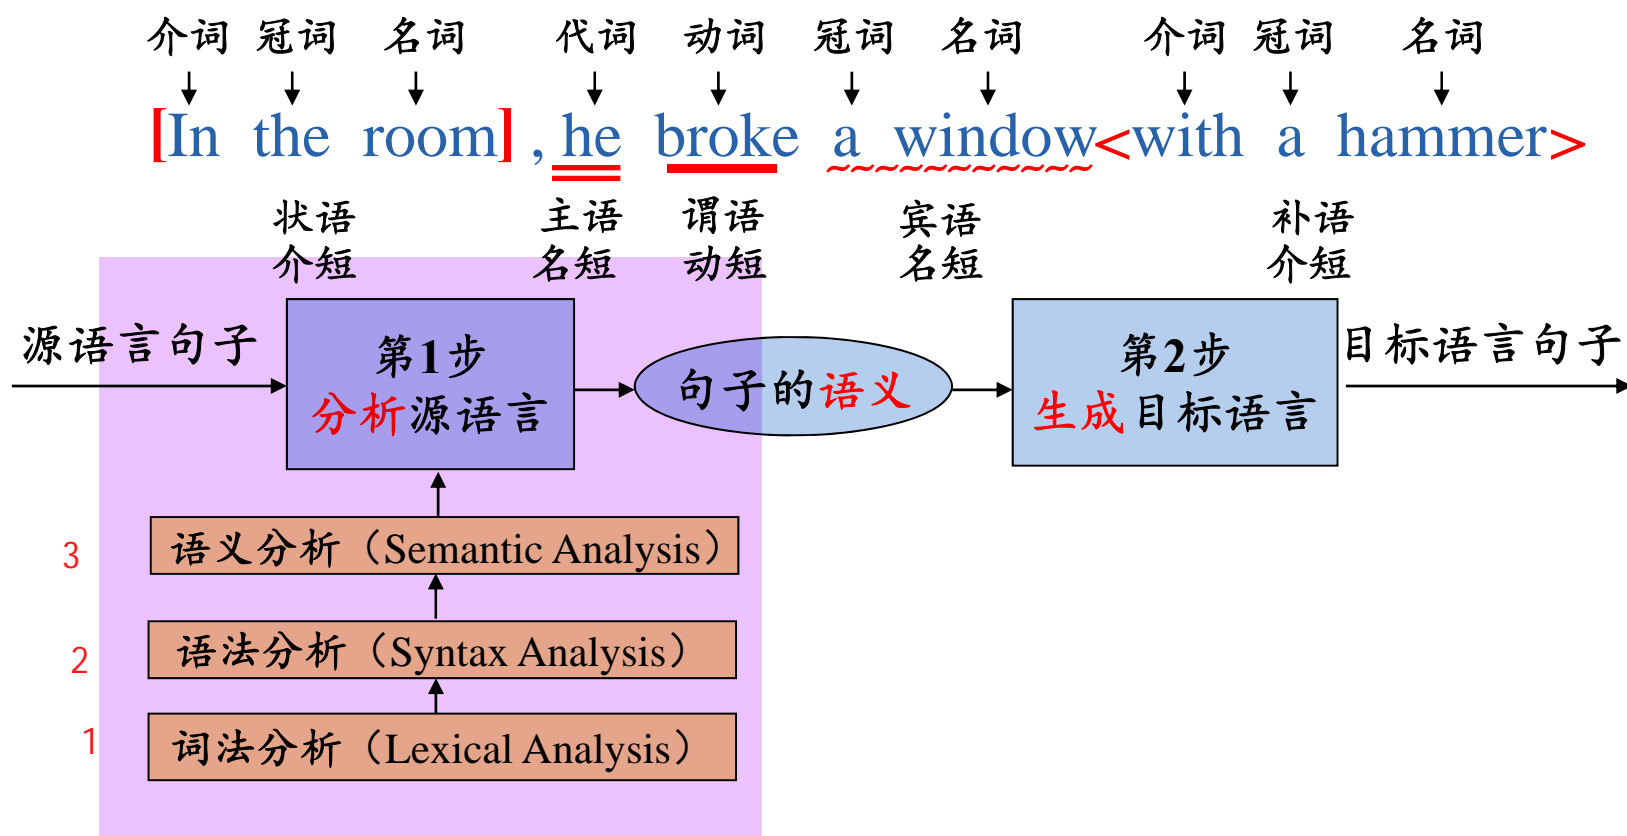 介词 冠词 名词 代词 动词 冠词 名词 介词 冠词 名词
[In the room] , he broke a window<with a hammer>
状语 主语 谓语 宾语 补语
介短 名短 动短 名短 介短
源语言句子
第1步
分析源语言
句子的语义
第2步
生成目标语言
目标语言句子
3 语义分析（Semantic Analysis）
2 语法分析（Syntax Analysis）
1 词法分析（Lexical Analysis）